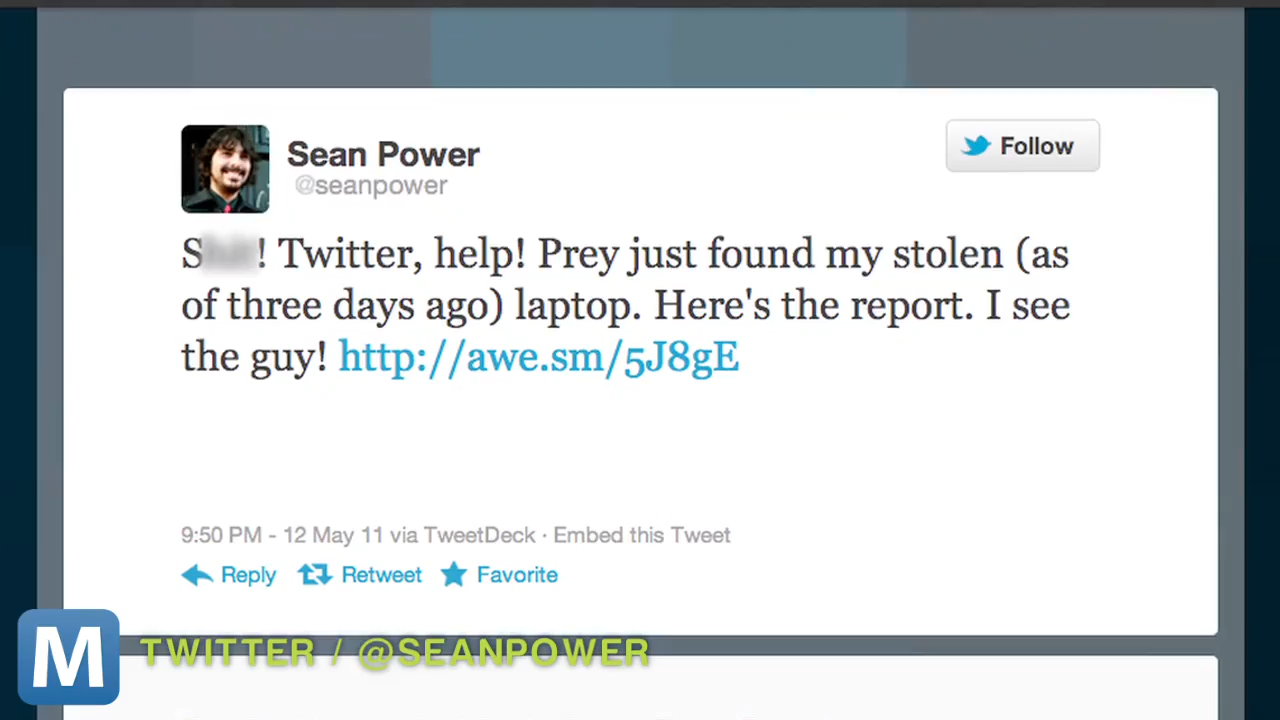 Sean Power
@seanpower
Follow
S ! Twitter, help! Prey just found my stolen (as
of three days ago) laptop. Here's the report. I see
the guy! http://awe.sm/5J8gE
9:50 PM - 12 May 11 via TweetDeck · Embed this Tweet
Reply Retweet Favorite
M TWITTER / @SEANPOWER